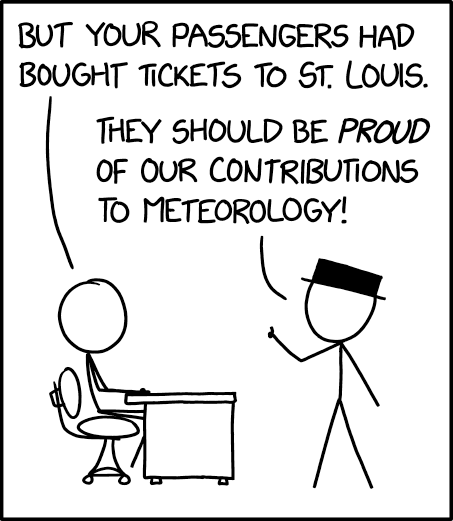 BUT YOUR PASSENGERS HAD
BOUGHT TICKETS TO ST. LOUIS.
THEY SHOULD BE PROUD
OF OUR CONTRIBUTIONS
TO METEOROLOGY!